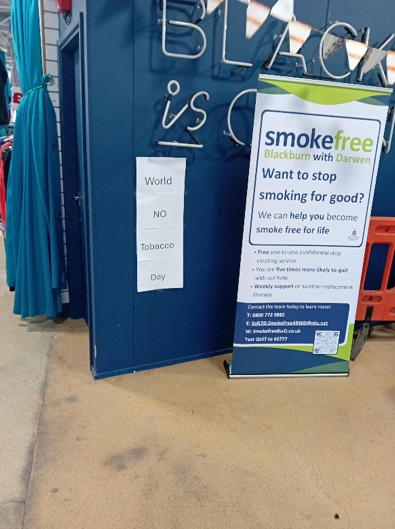 BLACK
is O
World
NO
Tobacco
Day
smokefree
Blackburn with Darwen
Want to stop
smoking for good?
We can help you become
smoke free for life
• Free one-to-one confidential stop
smoking service
• You are five times more likely to quit
with our help
• Weekly support of nicotine replacement
therapy
Contact the team today to learn more!
T: 0800 772 0882
W: SmokefreeBwD.co.uk
Text QUIT to 66777